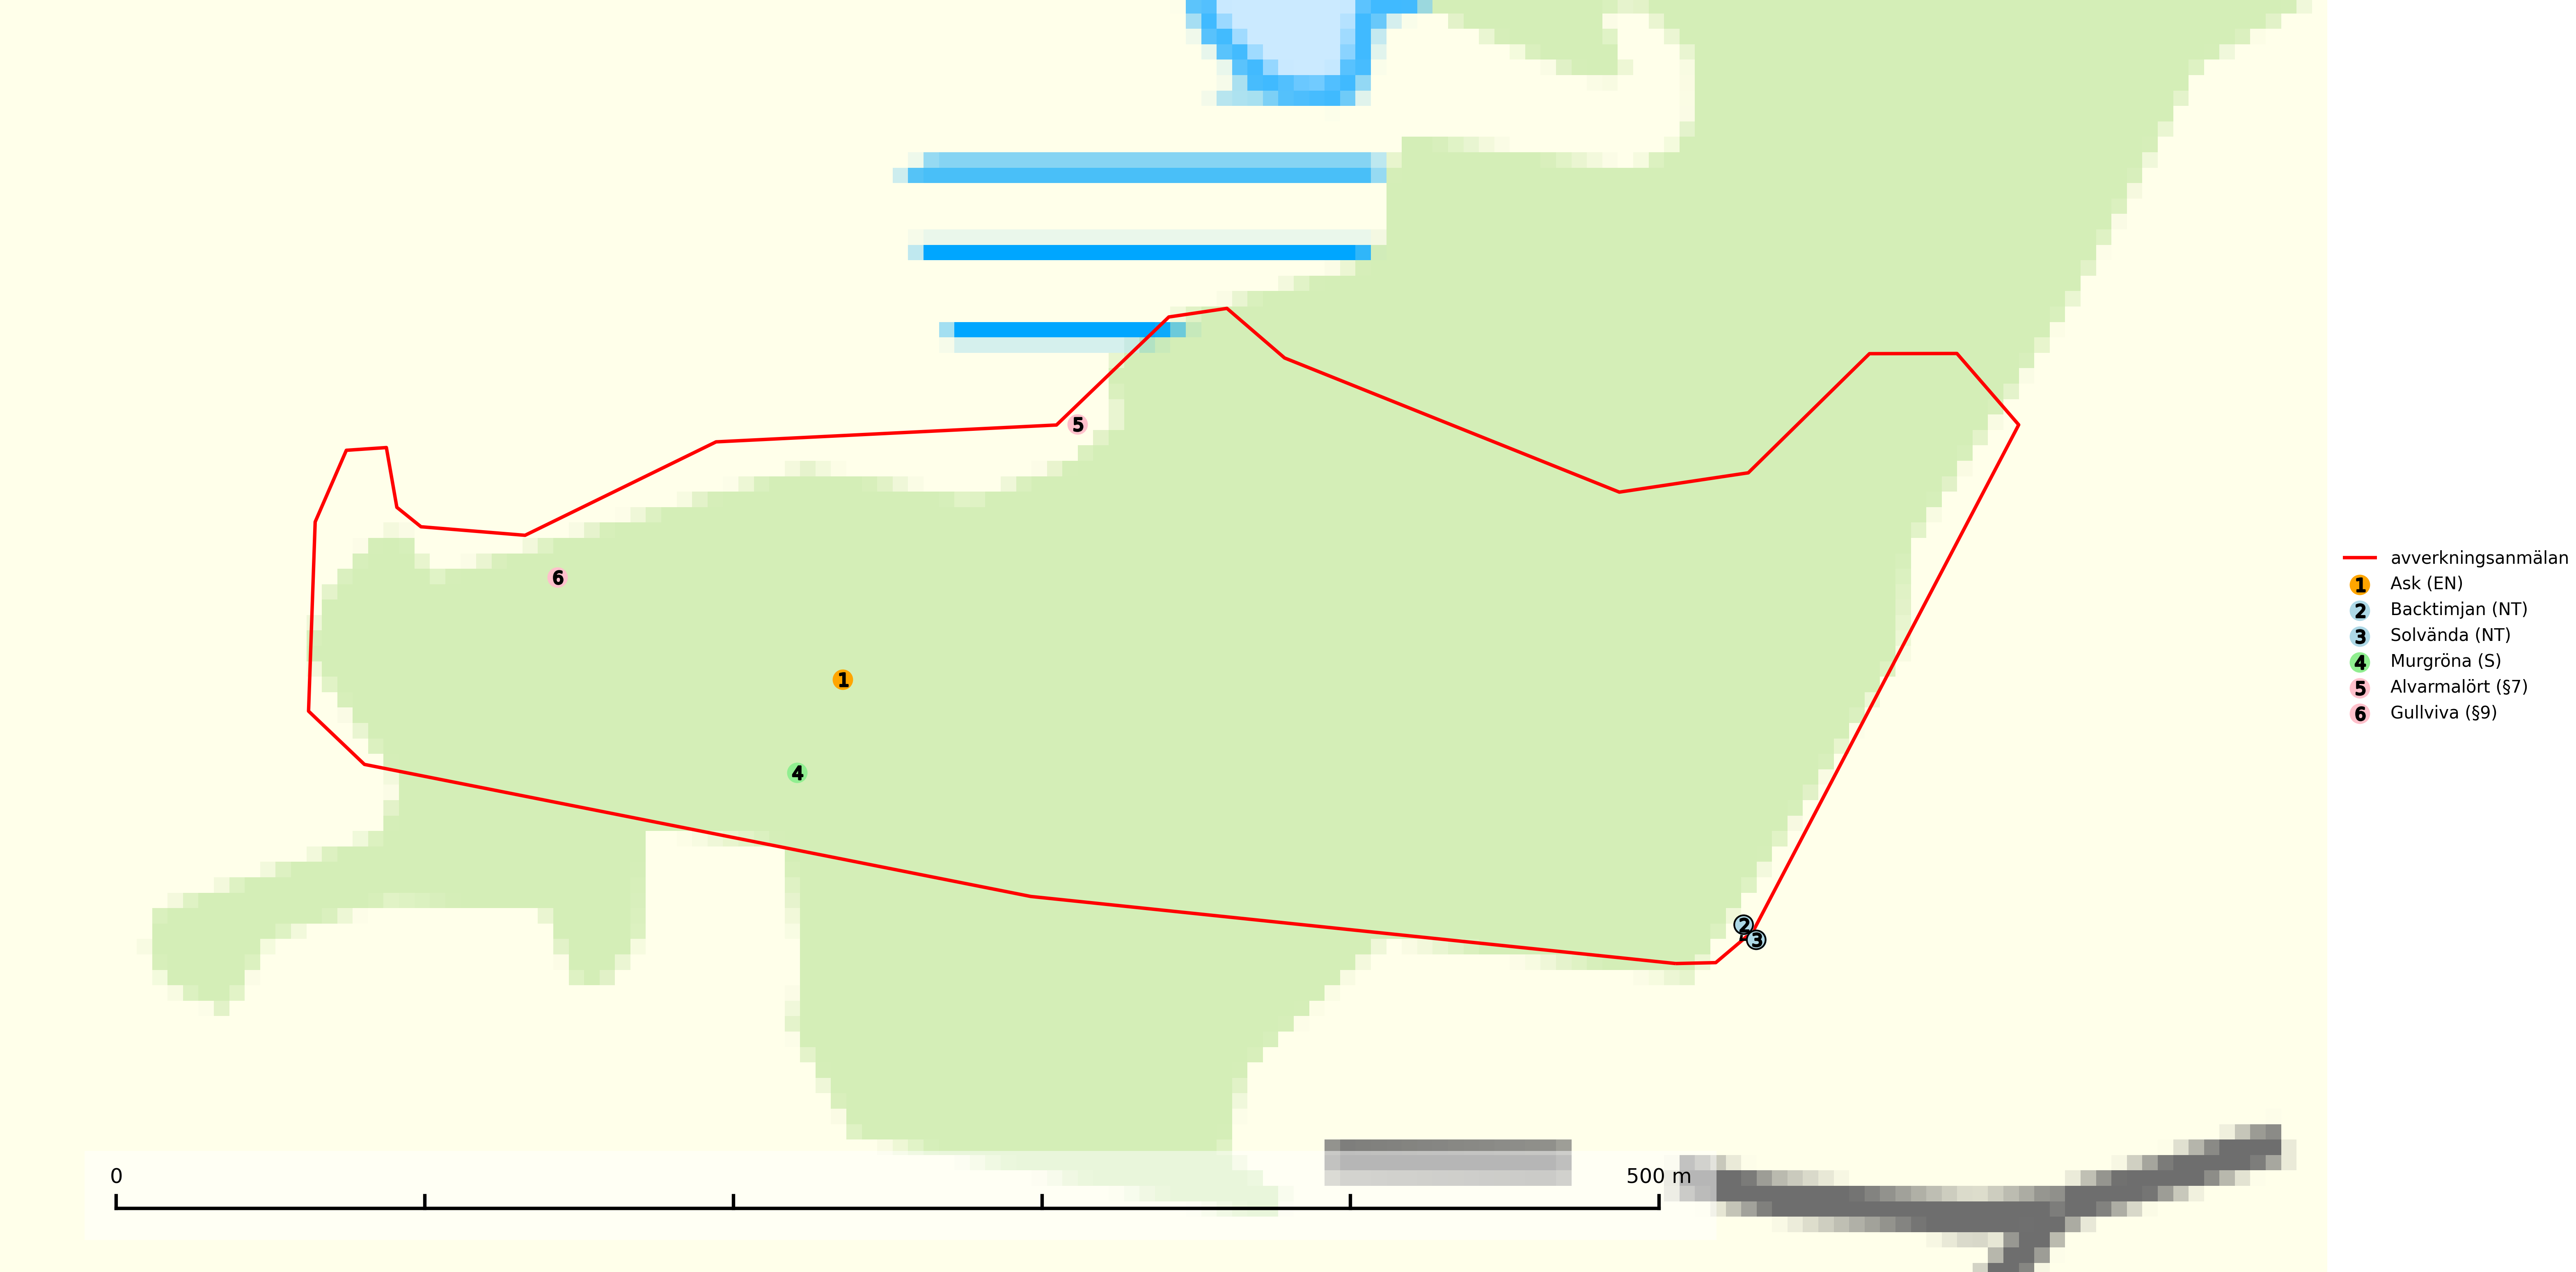 5
6
1
4
2
3
0
500 m
avverkningsanmälan
1 Ask (EN)
2 Backtimjan (NT)
3 Solvända (NT)
4 Murgröna (S)
5 Alvarmalört (§7)
6 Gullviva (§9)